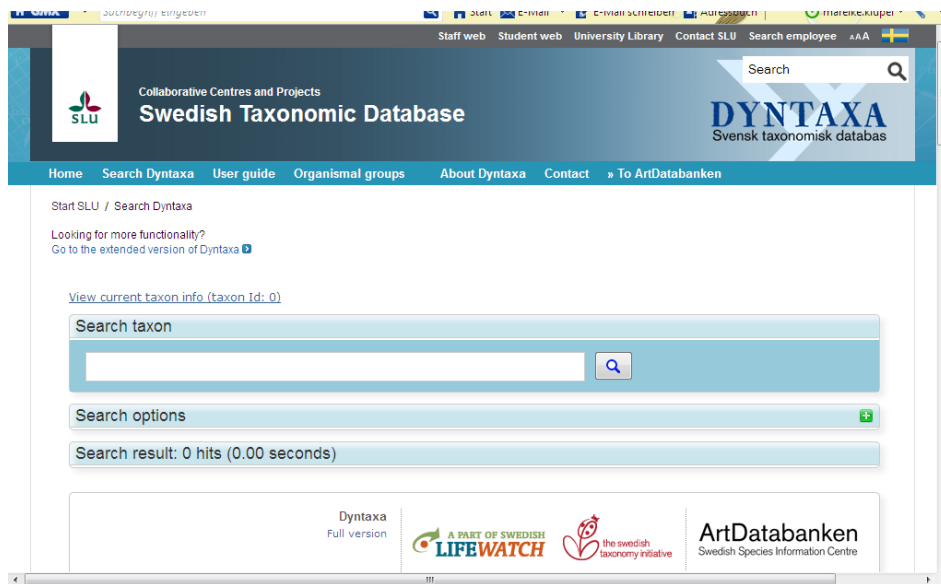 GMX Suchbegriff eingeben Start E-Mail E-Mail schreiben Adressbuch
Staff web Student web University Library Contact SLU Search employee AAA
Search
Collaborative Centres and Projects
Swedish Taxonomic Database
SLU
DYNTAXA
Svensk taxonomisk databas
Home Search Dyntaxa User guide Organismal groups About Dyntaxa Contact » To ArtDatabanken
Start SLU / Search Dyntaxa
Looking for more functionality?
Go to the extended version of Dyntaxa
View current taxon info (taxon Id: 0)
Search taxon
Search options
Search result: 0 hits (0.00 seconds)
Dyntaxa
Full version
A PART OF SWEDISH
LIFEWATCH
the swedish
taxonomy initiative
ArtDatabanken
Swedish Species Information Centre